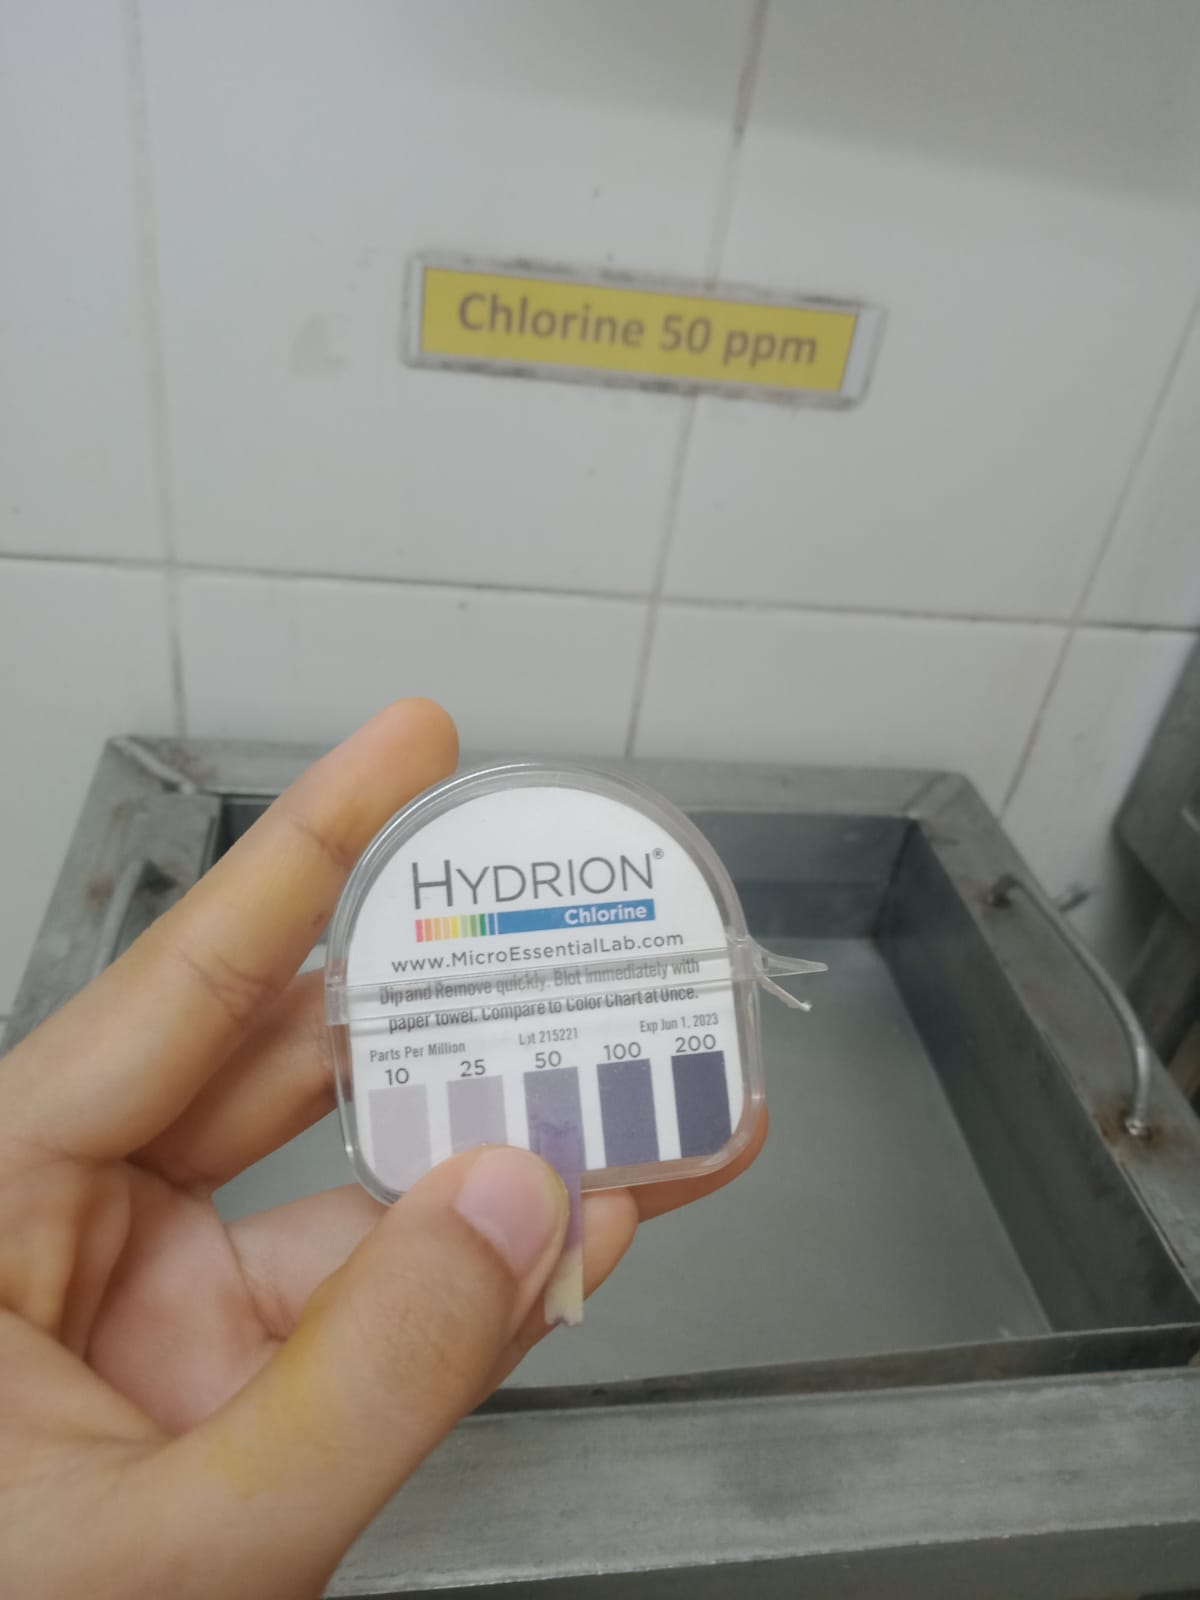 Chlorine 50 ppm
HYDRION®
Chlorine
www.MicroEssentialLab.com
Dip and Remove quickly. Blot immediately with
paper towel. Compare to Color Chart at Once.
Parts Per Million Lot 215221 Exp Jun 1, 2023
10 25 50 100 200